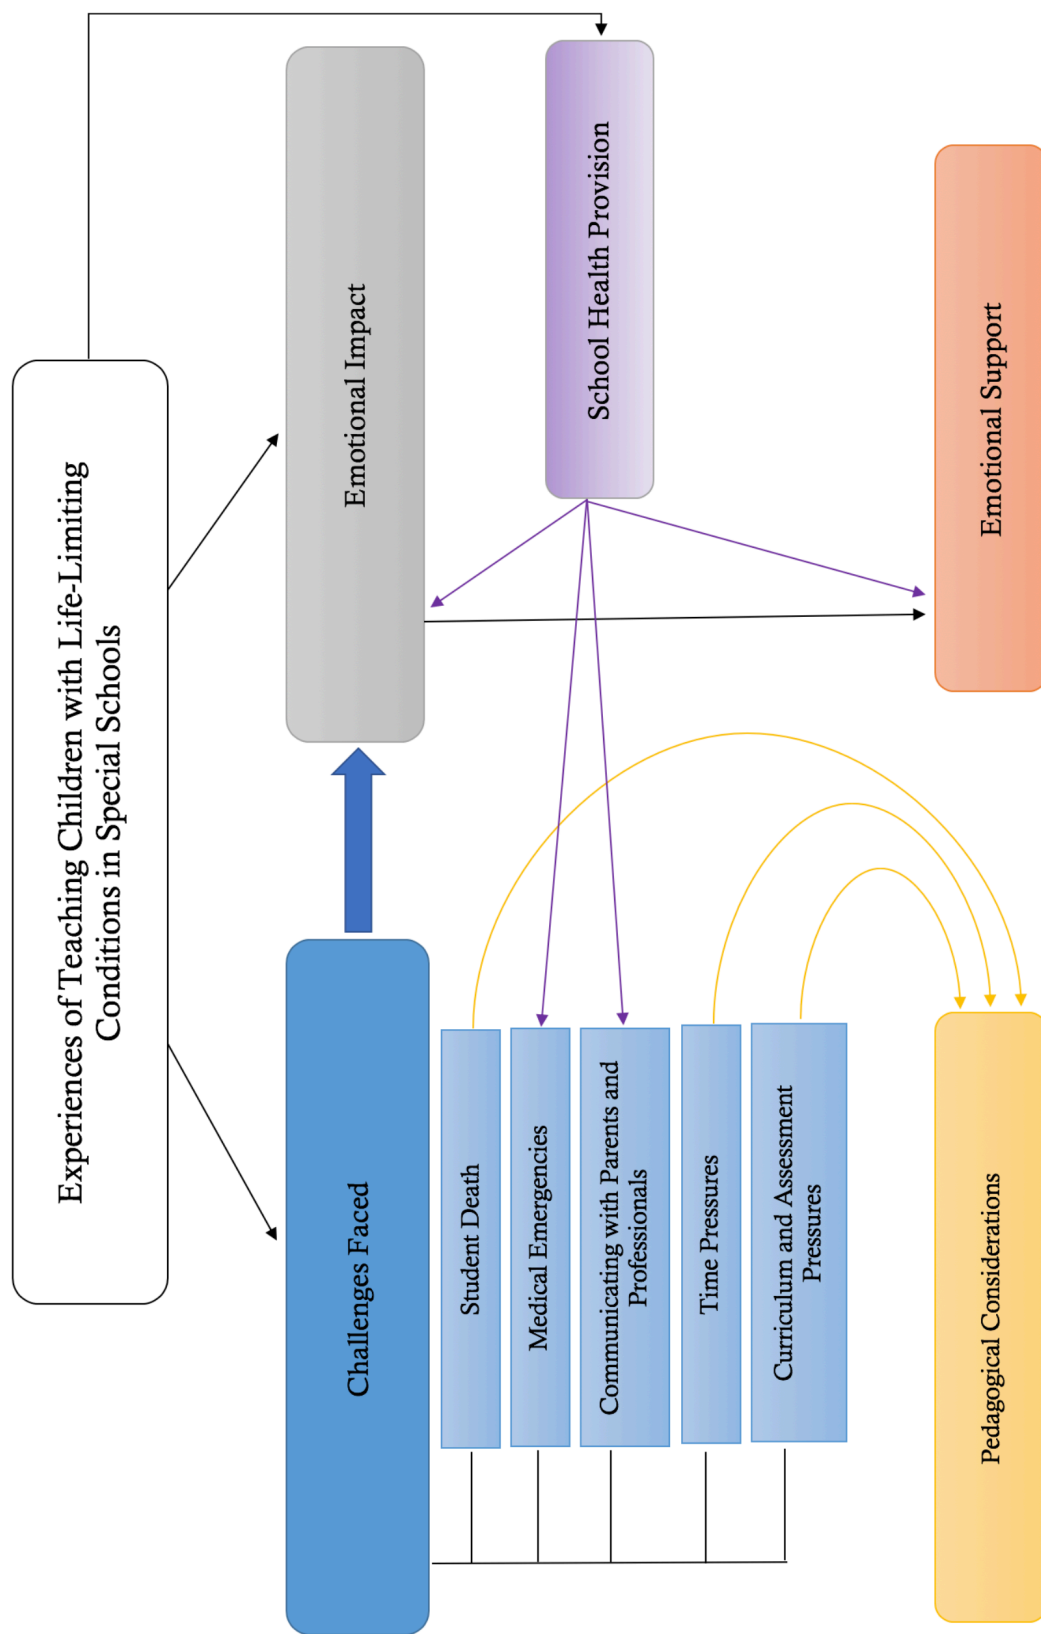 Experiences of Teaching Children with Life-Limiting
Conditions in Special Schools
Challenges Faced
Emotional Impact
Student Death
Medical Emergencies
School Health Provision
Communicating with Parents and
Professionals
Time Pressures
Curriculum and Assessment
Pressures
Pedagogical Considerations
Emotional Support